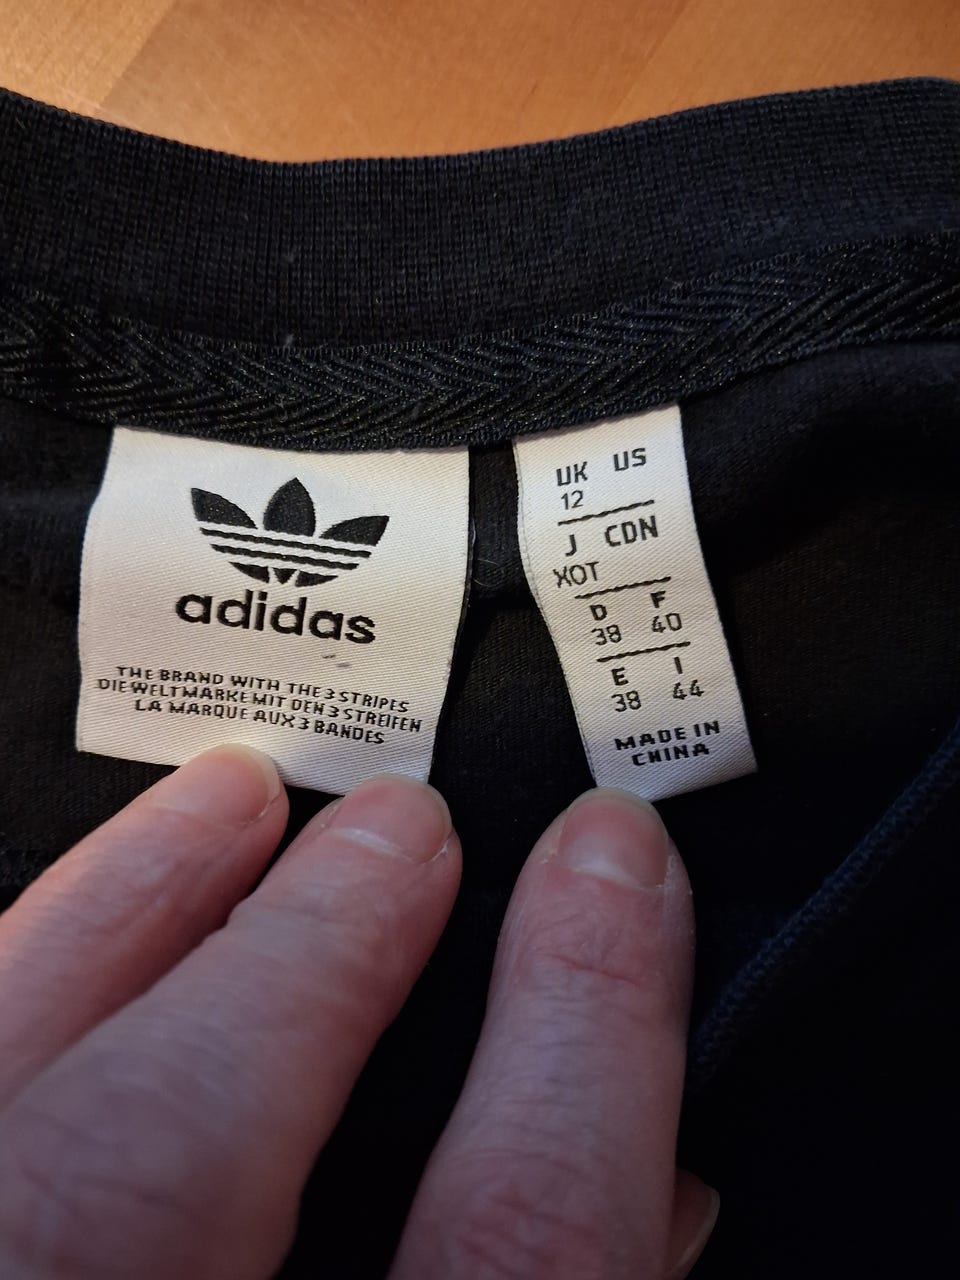 adidas
THE BRAND WITH THE 3 STRIPES
DIE WELTMARKE MIT DEN 3 STREIFEN
LA MARQUE AUX 3 BANDES
UK US
12
J CDN
XOT
D F
38 40
E I
38 44
MADE IN
CHINA